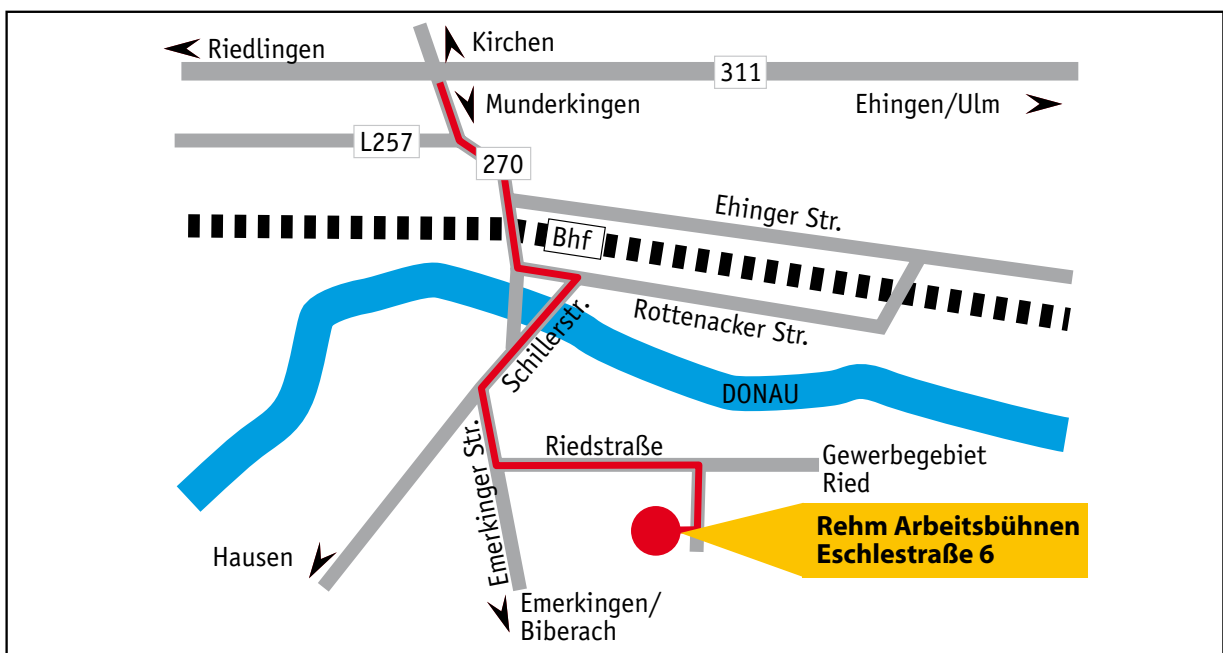 Riedlingen
Kirchen
311
Munderkingen
Ehingen/Ulm
L257
270
Ehinger Str.
Bhf
Rottenacker Str.
Schillerstr.
DONAU
Emerkinger Str.
Riedstraße
Gewerbegebiet
Ried
Rehm Arbeitsbühnen
Eschlestraße 6
Hausen
Emerkingen/
Biberach